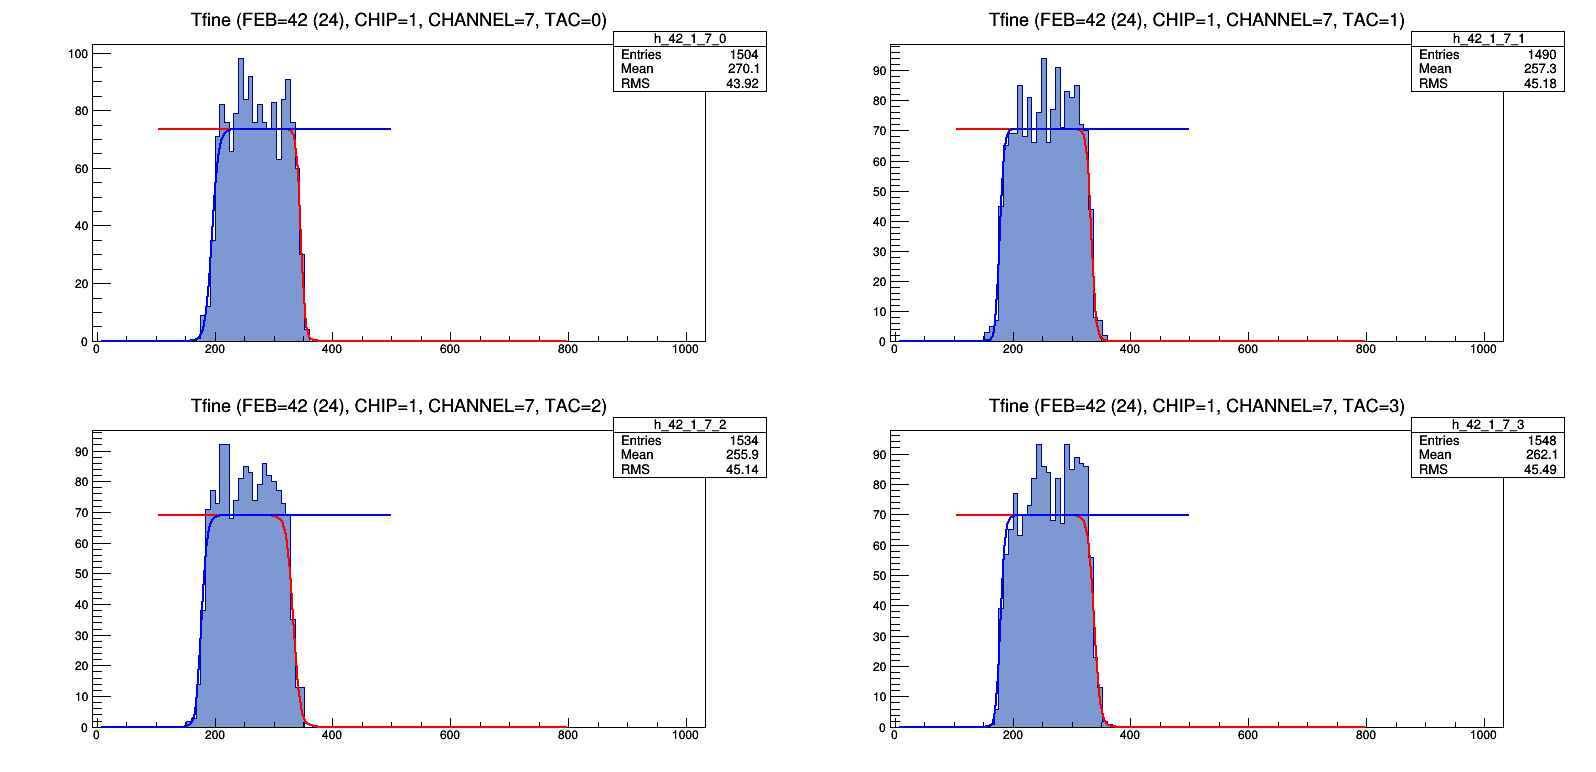 Tfine (FEB=42 (24), CHIP=1, CHANNEL=7, TAC=0)
h_42_1_7_0
Entries 1504
Mean 270.1
RMS 43.92
100
80
60
40
20
0
0 200 400 600 800 1000
Tfine (FEB=42 (24), CHIP=1, CHANNEL=7, TAC=1)
h_42_1_7_1
Entries 1490
Mean 257.3
RMS 45.18
90
80
70
60
50
40
30
20
10
0
0 200 400 600 800 1000
Tfine (FEB=42 (24), CHIP=1, CHANNEL=7, TAC=2)
h_42_1_7_2
Entries 1534
Mean 255.9
RMS 45.14
90
80
70
60
50
40
30
20
10
0
0 200 400 600 800 1000
Tfine (FEB=42 (24), CHIP=1, CHANNEL=7, TAC=3)
h_42_1_7_3
Entries 1548
Mean 262.1
RMS 45.49
90
80
70
60
50
40
30
20
10
0
0 200 400 600 800 1000